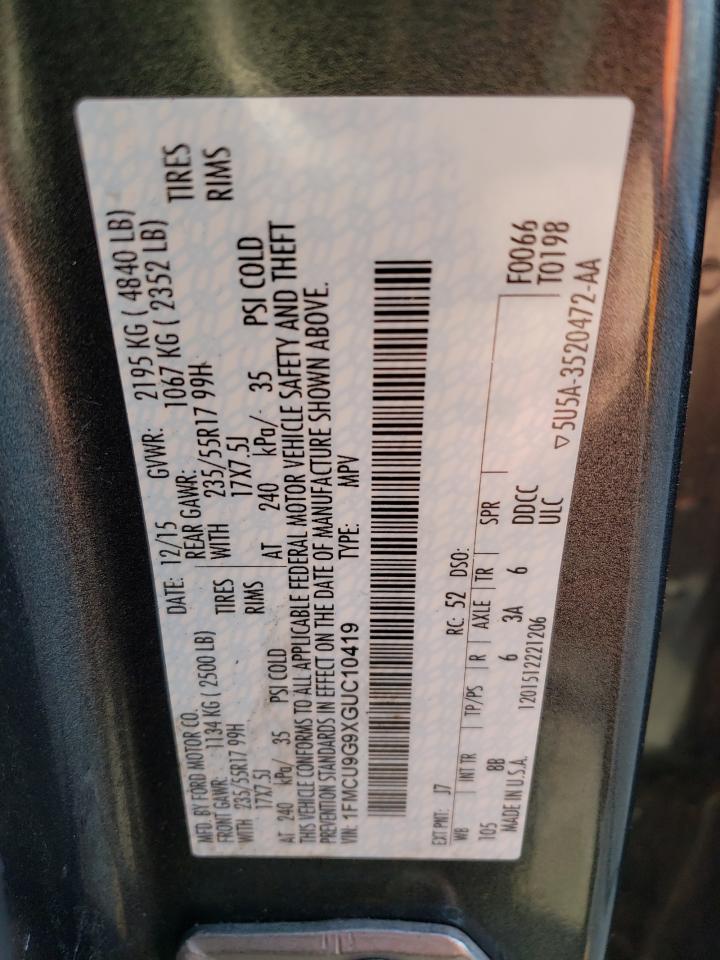 MFD. BY FORD MOTOR CO. DATE: 12/15 GVWR: 2195 KG ( 4840 LB)
FRONT GAWR: 1134 KG ( 2500 LB) REAR GAWR: 1067 KG ( 2352 LB)
WITH 235/55R17 99H TIRES WITH 235/55R17 99H TIRES
17X7.5J RIMS 17X7.5J RIMS
AT 240 kPa/ 35 PSI COLD AT 240 kPa/ 35 PSI COLD
THIS VEHICLE CONFORMS TO ALL APPLICABLE FEDERAL MOTOR VEHICLE SAFETY AND THEFT
PREVENTION STANDARDS IN EFFECT ON THE DATE OF MANUFACTURE SHOWN ABOVE.
VIN: 1FMCU9G9XGUC10419 TYPE: MPV
EXT PNT: J7 RC: 52 DSO:
WB INT TR TP/PS R AXLE TR SPR F0066
105 8B 6 3A 6 DDCC T0198
MADE IN U.S.A. 1201512221206 ULC ▽5U5A-3520472-AA